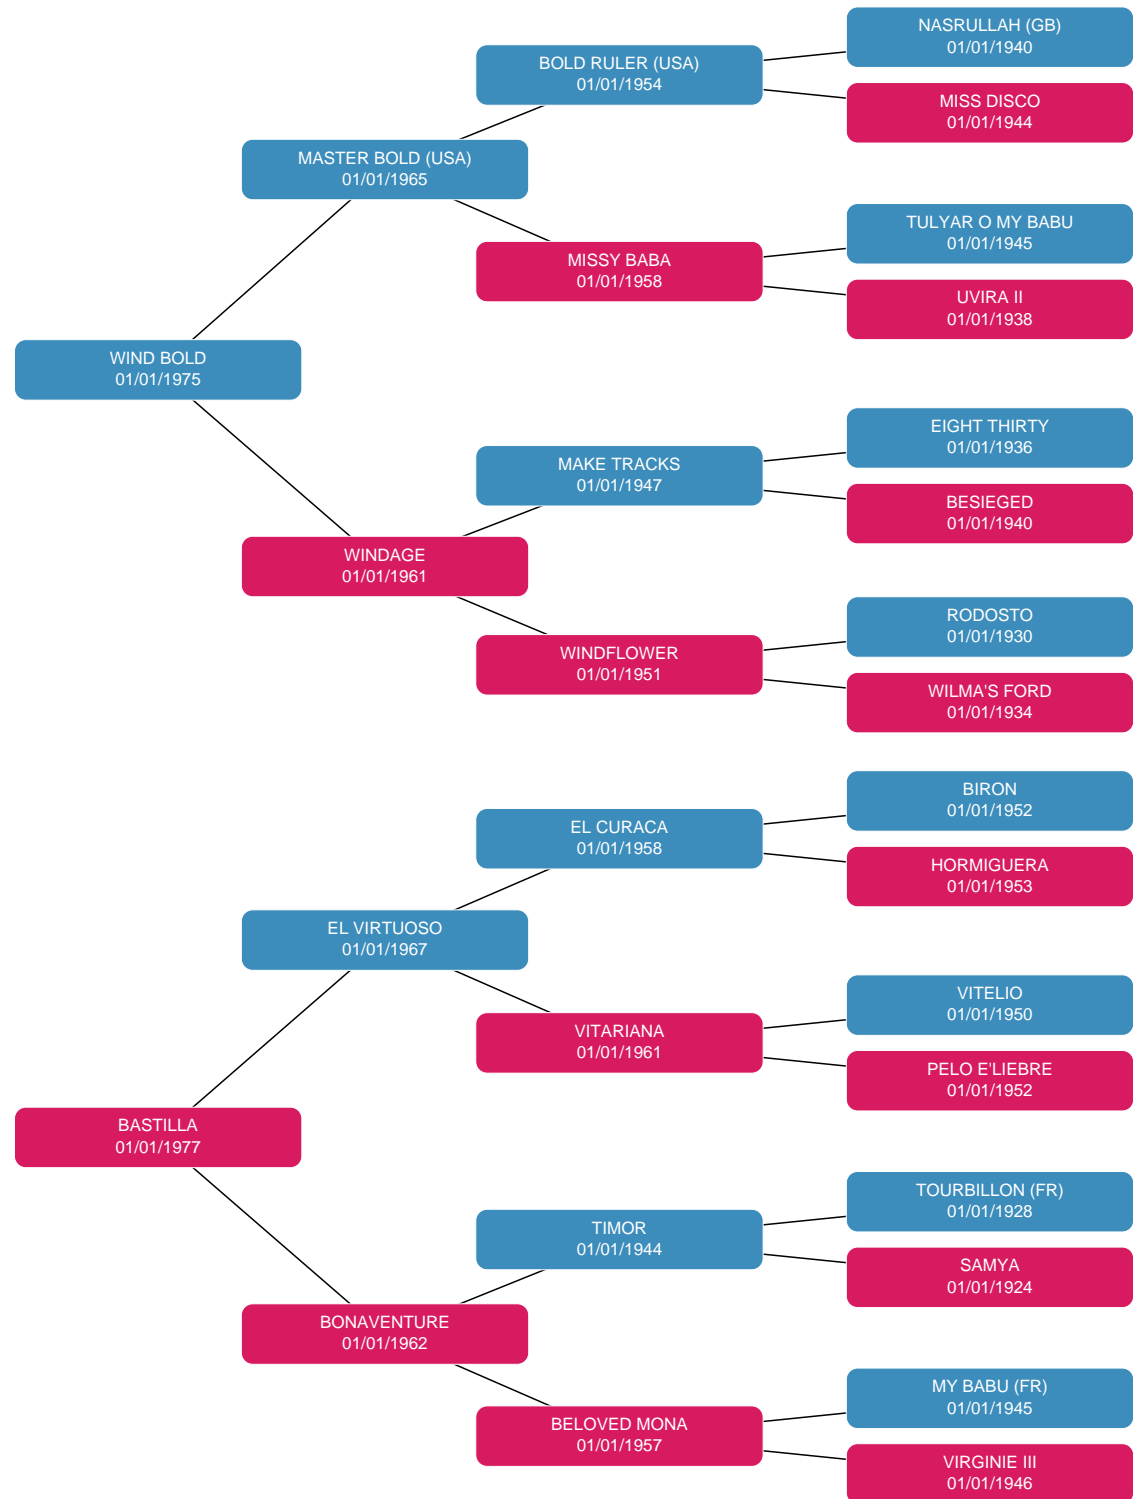 NASRULLAH (GB)
01/01/1940
BOLD RULER (USA)
01/01/1954
MISS DISCO
01/01/1944
MASTER BOLD (USA)
01/01/1965
TULYAR O MY BABU
01/01/1945
MISSY BABA
01/01/1958
UVIRA II
01/01/1938
WIND BOLD
01/01/1975
EIGHT THIRTY
01/01/1936
MAKE TRACKS
01/01/1947
BESIEGED
01/01/1940
WINDAGE
01/01/1961
RODOSTO
01/01/1930
WINDFLOWER
01/01/1951
WILMA'S FORD
01/01/1934
BIRON
01/01/1952
EL CURACA
01/01/1958
HORMIGUERA
01/01/1953
EL VIRTUOSO
01/01/1967
VITELIO
01/01/1950
VITARIANA
01/01/1961
PELO E'LIEBRE
01/01/1952
BASTILLA
01/01/1977
TOURBILLON (FR)
01/01/1928
TIMOR
01/01/1944
SAMYA
01/01/1924
BONAVENTURE
01/01/1962
MY BABU (FR)
01/01/1945
BELOVED MONA
01/01/1957
VIRGINIE III
01/01/1946